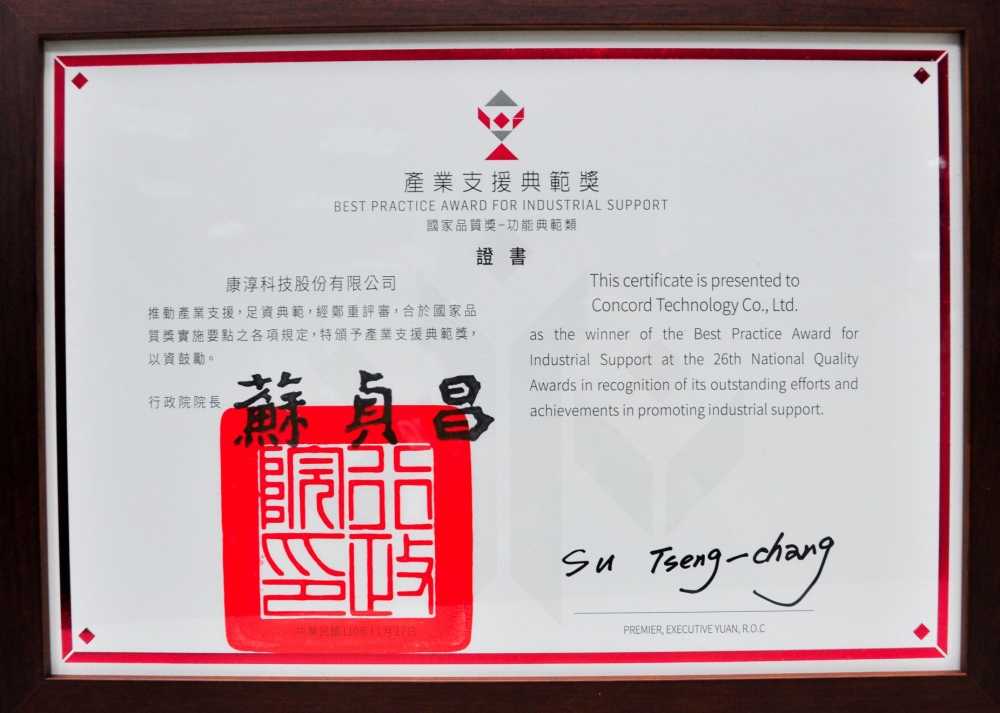 產業支援典範獎
BEST PRACTICE AWARD FOR INDUSTRIAL SUPPORT
國家品質獎-功能典範類
證書
康淳科技股份有限公司
推動產業支援,足資典範,經鄭重評審,合於國家品
質獎實施要點之各項規定,特頒予產業支援典範獎,
以資鼓勵。
行政院院長
蘇貞昌
行政
院印
中華民國110年11月17日
This certificate is presented to
Concord Technology Co., Ltd.
as the winner of the Best Practice Award for
Industrial Support at the 26th National Quality
Awards in recognition of its outstanding efforts and
achievements in promoting industrial support.
Su Tseng-chang
PREMIER, EXECUTIVE YUAN, R.O.C